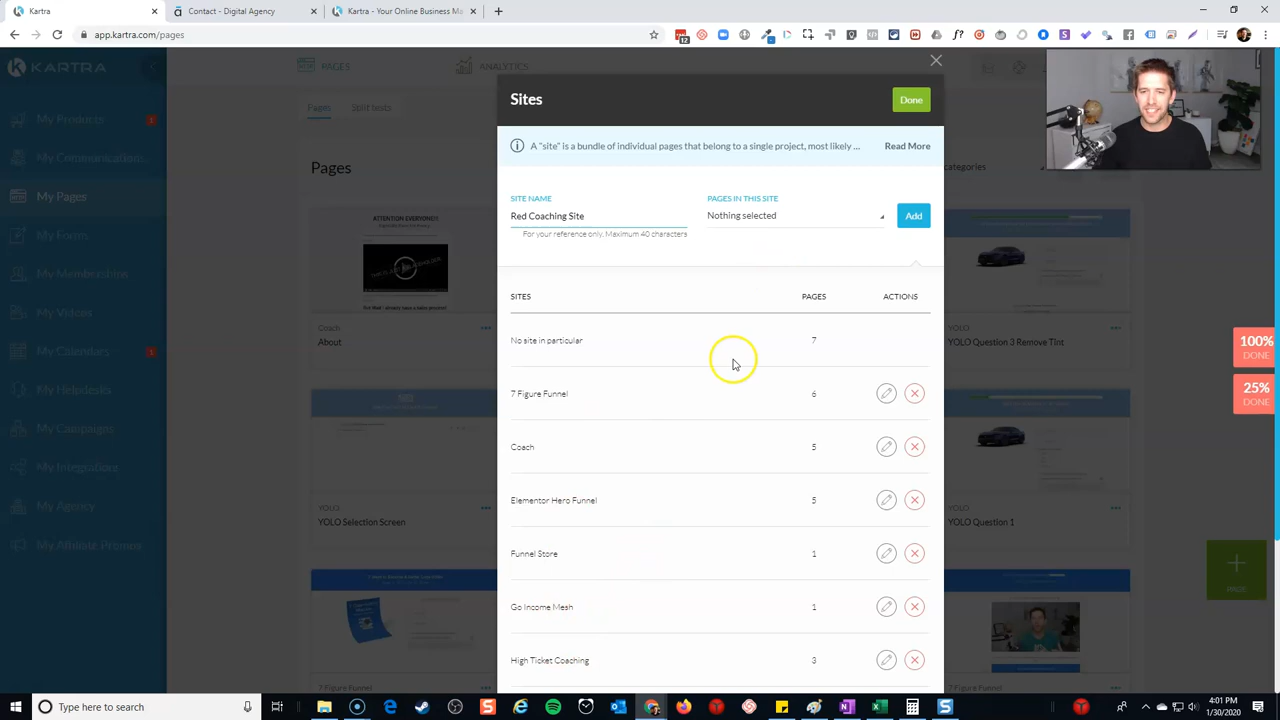 Kartra
Contact - Digital Agency
Kartra - Your Online Business Ma
app.kartra.com/pages
12
KARTRA
PAGES
ANALYTICS
Sites
Done
Pages
Split tests
My Products
My Communications
My Pages
My Forms
My Memberships
My Videos
My Calendars
My Helpdesks
My Campaigns
My Integrations
My Agency
My Affiliate Promos
A "site" is a bundle of individual pages that belong to a single project, most likely ...
Read More
Pages
categories
SITE NAME
PAGES IN THIS SITE
Red Coaching Site
Nothing selected
Add
For your reference only, Maximum 40 characters
SITES
PAGES
ACTIONS
No site in particular
7
7 Figure Funnel
6
Coach
5
Elementor Hero Funnel
5
Funnel Store
1
Go Income Mesh
1
High Ticket Coaching
3
ATTENTION EVERYONE!!
Coach
About
YOLO
YOLO Question 3 Remove Tint
YOLO
YOLO Selection Screen
YOLO
YOLO Question 1
7 Figure Funnel
7 Figure Funnel
100%
DONE
25%
DONE
PAGE
Type here to search
4:01 PM
1/30/2020